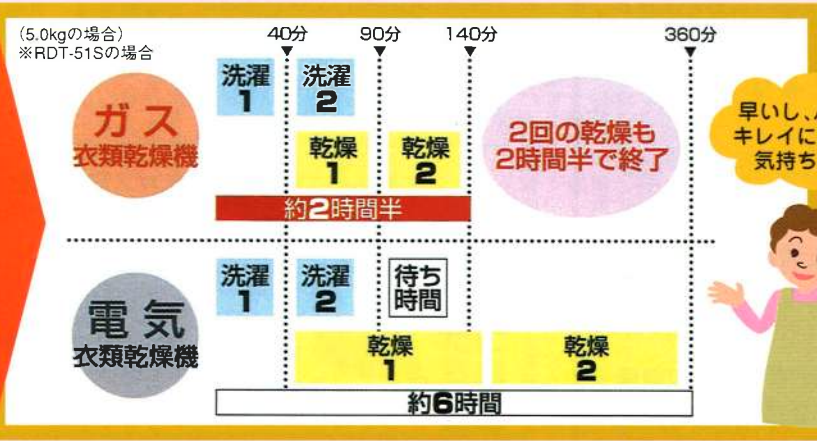 (5.0kgの場合)
※RDT-51Sの場合
40分
90分
140分
360分
ガス
衣類乾燥機
洗濯
1
洗濯
2
乾燥
1
乾燥
2
約2時間半
2回の乾燥も
2時間半で終了
早いし、
キレイに
気持ち
電気
衣類乾燥機
洗濯
1
洗濯
2
待ち
時間
乾燥
1
乾燥
2
約6時間